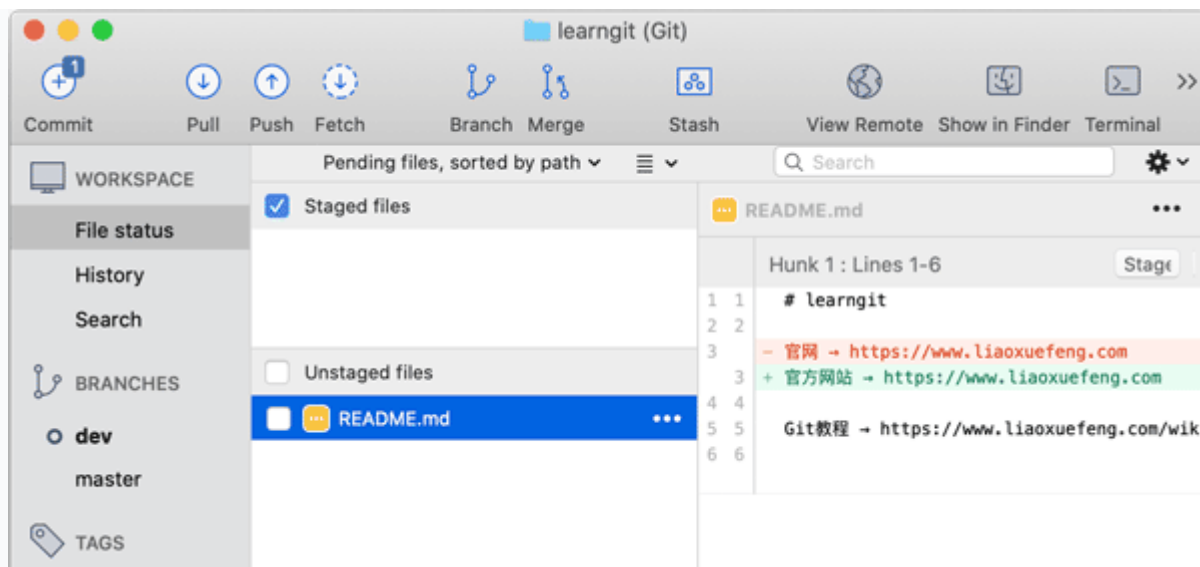 learngit (Git)
1
Commit Pull Push Fetch Branch Merge Stash View Remote Show in Finder Terminal
WORKSPACE
File status
History
Search
BRANCHES
dev
master
TAGS
Pending files, sorted by path
Search
Staged files
Unstaged files
README.md
README.md
Hunk 1 : Lines 1-6
Stage
1 1 # learngit
2 2
3 - 官网 → https://www.liaoxuefeng.com
3 + 官方网站 → https://www.liaoxuefeng.com
4 4
5 5 Git教程 → https://www.liaoxuefeng.com/wik
6 6